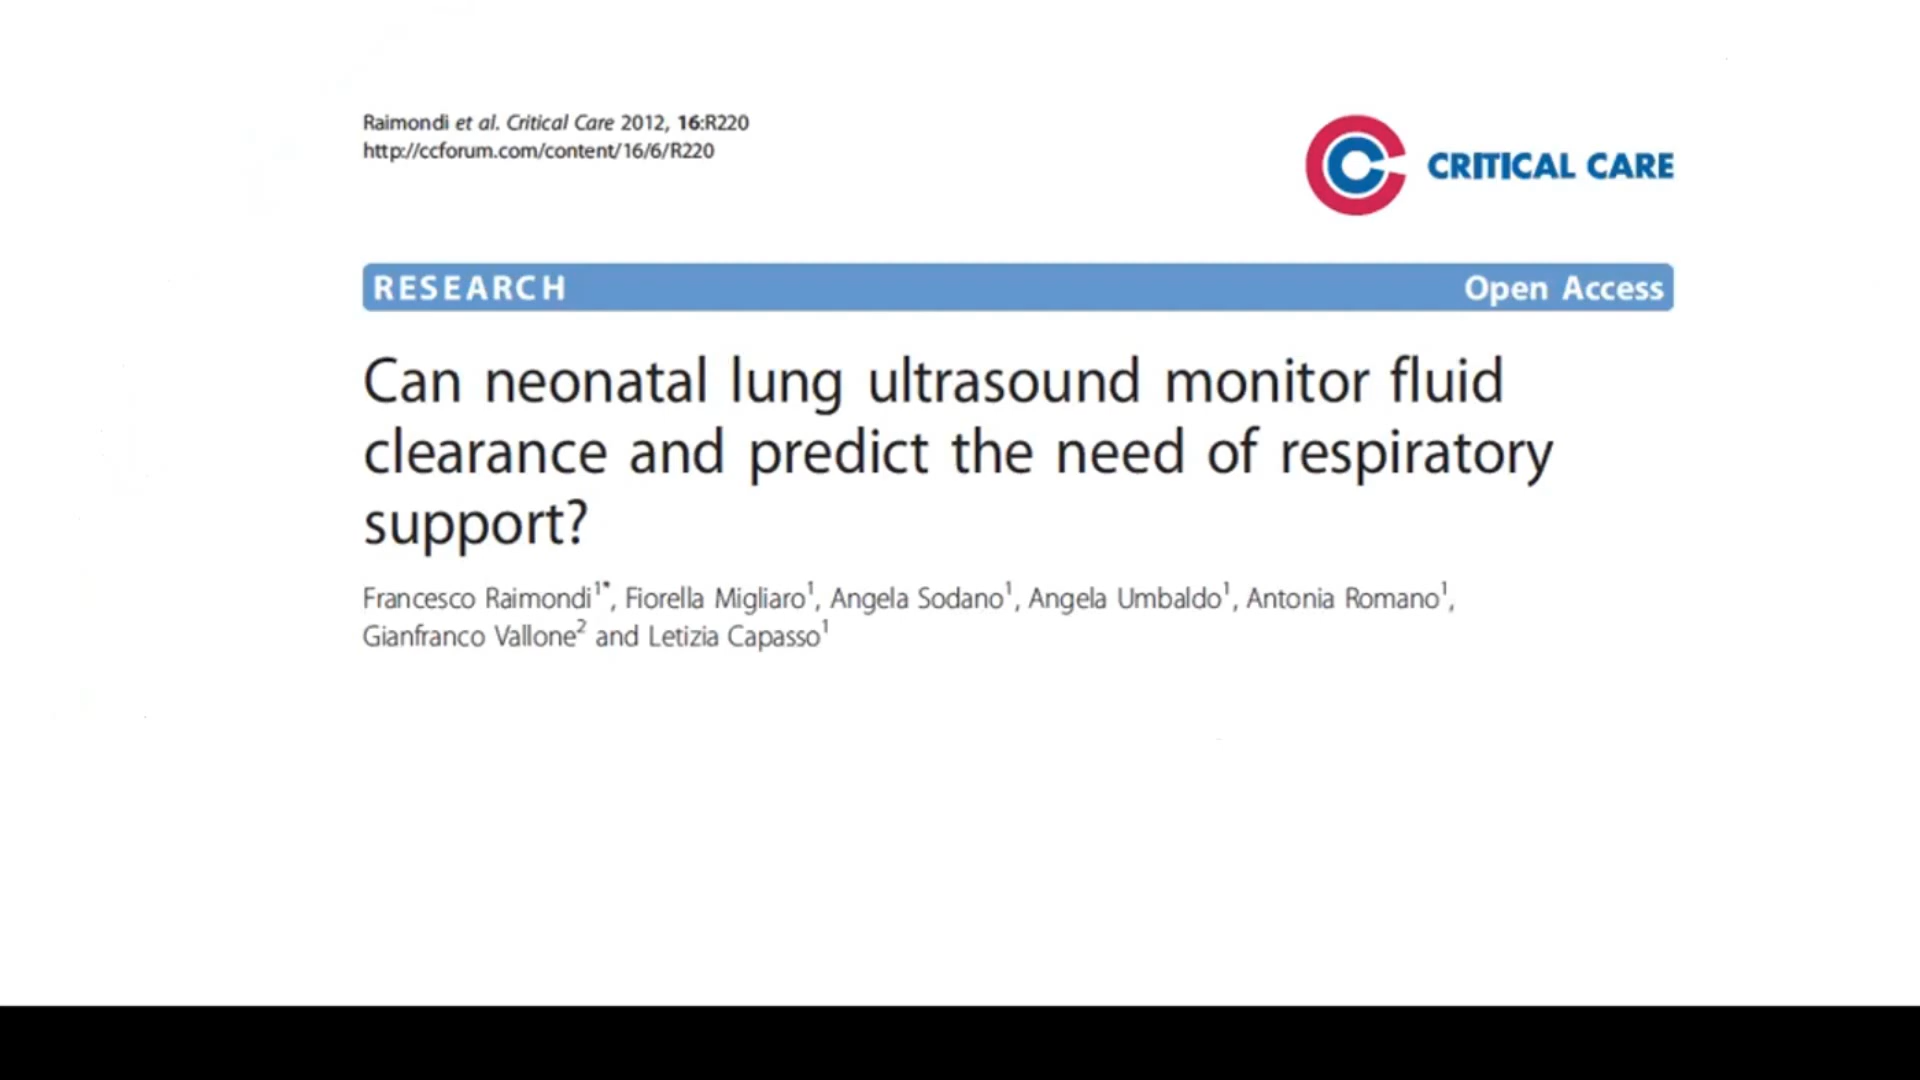 Raimondi et al. Critical Care 2012, 16:R220
http://ccforum.com/content/16/6/R220
CRITICAL CARE
RESEARCH Open Access
Can neonatal lung ultrasound monitor fluid
clearance and predict the need of respiratory
support?
Francesco Raimondi1*, Fiorella Migliaro1, Angela Sodano1, Angela Umbaldo1, Antonia Romano1,
Gianfranco Vallone2 and Letizia Capasso1